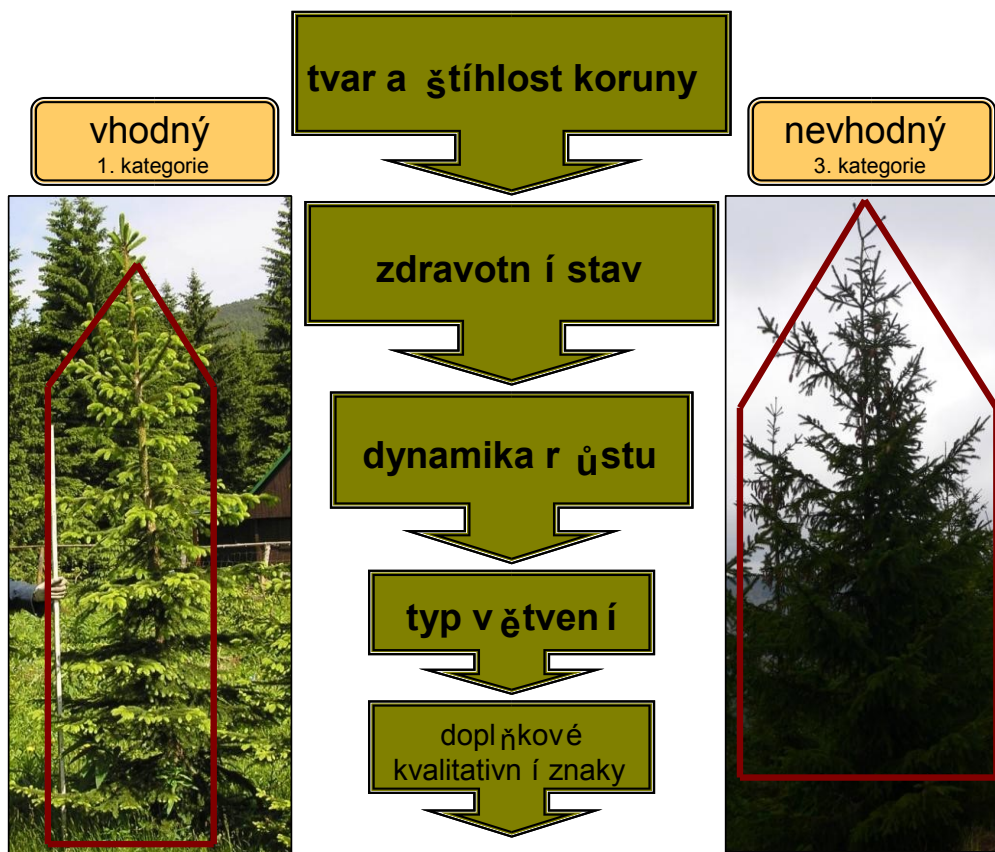 tvar a štíhlost koruny
vhodný
1. kategorie
nevhodný
3. kategorie
zdravotní stav
dynamika růstu
typ větvení
doplňkové
kvalitativní znaky